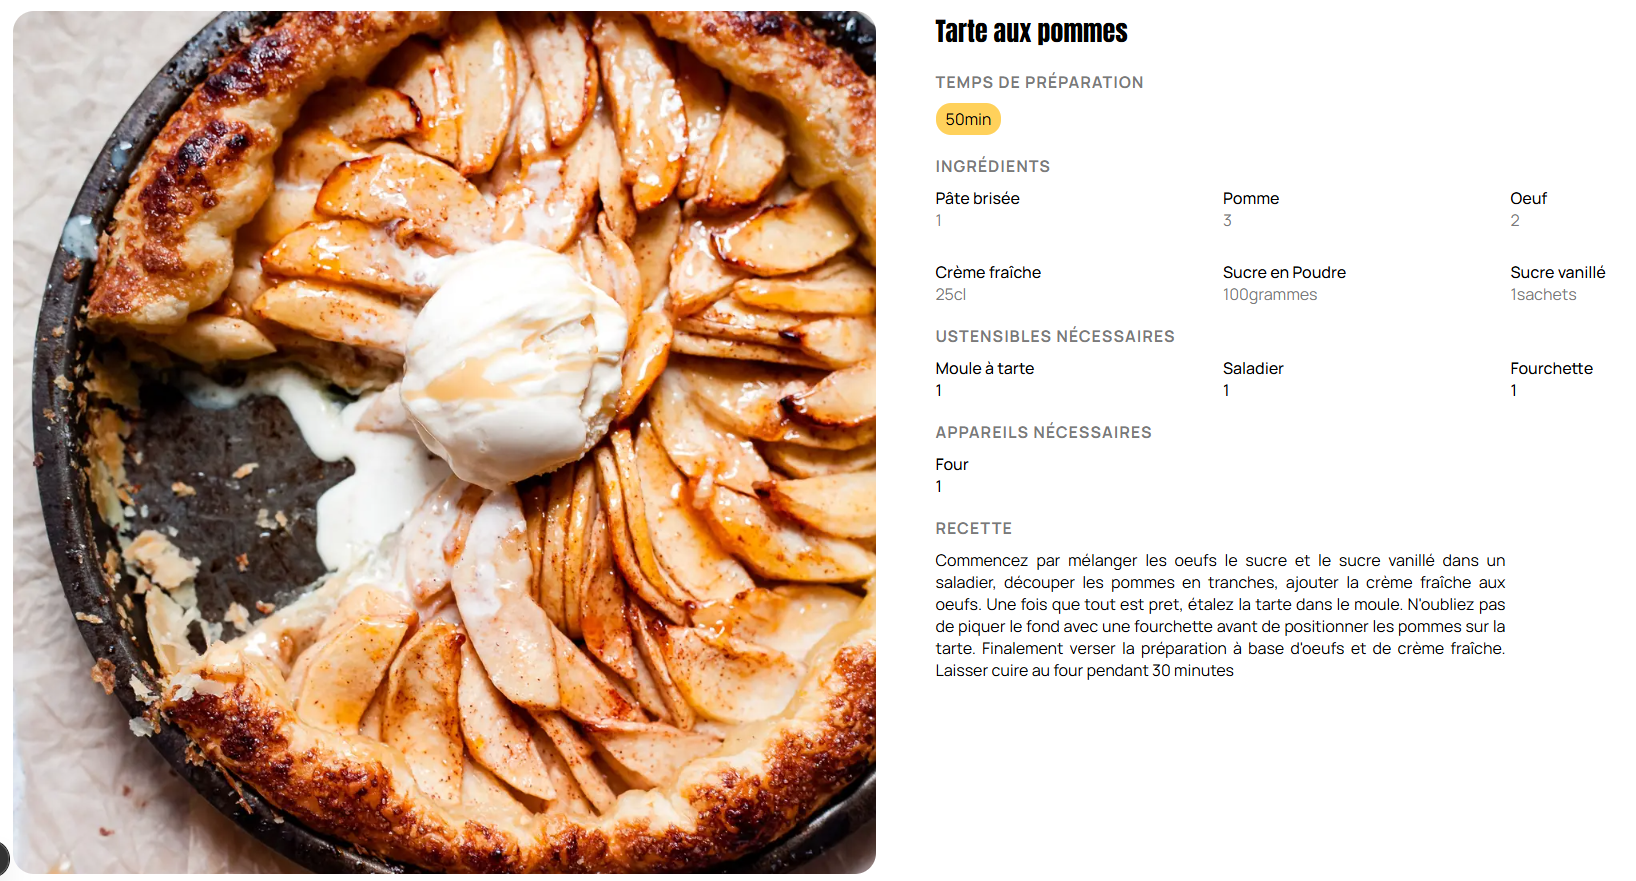 Tarte aux pommes
TEMPS DE PRÉPARATION
50min
INGRÉDIENTS
Pâte brisée Pomme Oeuf
1 3 2
Crème fraîche Sucre en Poudre Sucre vanillé
25cl 100grammes 1sachets
USTENSIBLES NÉCESSAIRES
Moule à tarte Saladier Fourchette
1 1 1
APPAREILS NÉCESSAIRES
Four
1
RECETTE
Commencez par mélanger les oeufs le sucre et le sucre vanillé dans un
saladier, découper les pommes en tranches, ajouter la crème fraîche aux
oeufs. Une fois que tout est pret, étalez la tarte dans le moule. N'oubliez pas
de piquer le fond avec une fourchette avant de positionner les pommes sur la
tarte. Finalement verser la préparation à base d'oeufs et de crème fraîche.
Laisser cuire au four pendant 30 minutes